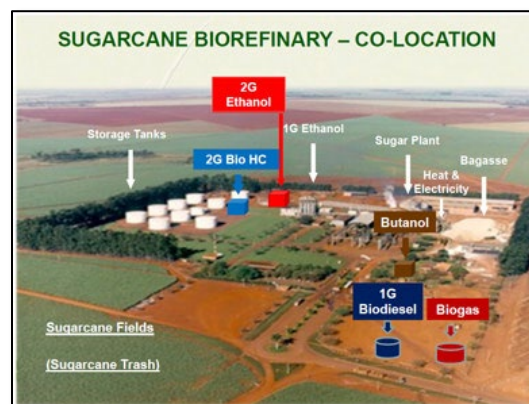 SUGARCANE BIOREFINARY – CO-LOCATION
2G
Ethanol
Storage Tanks
1G Ethanol
Sugar Plant
Bagasse
2G Bio HC
Heat &
Electricity
Butanol
1G
Biodiesel
Biogas
Sugarcane Fields
(Sugarcane Trash)